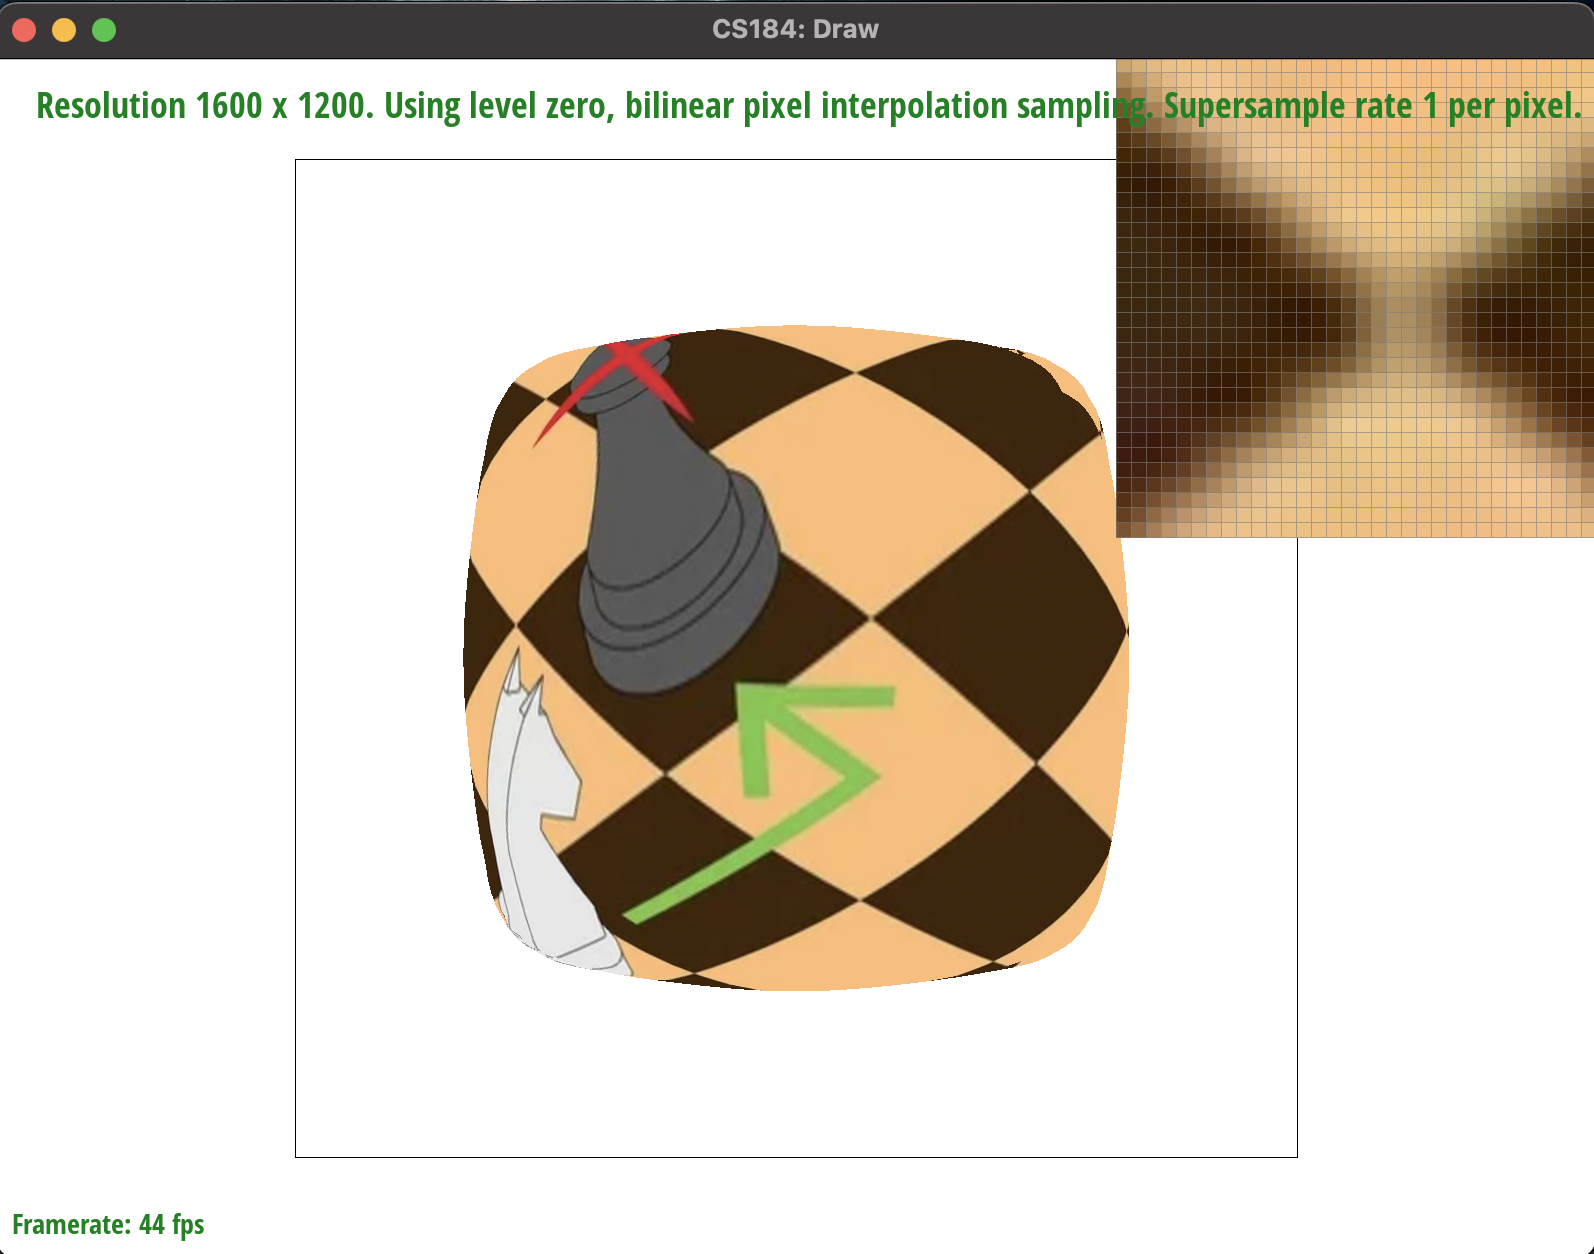 CS184: Draw
Resolution 1600 x 1200. Using level zero, bilinear pixel interpolation sampling. Supersample rate 1 per pixel.
Framerate: 44 fps